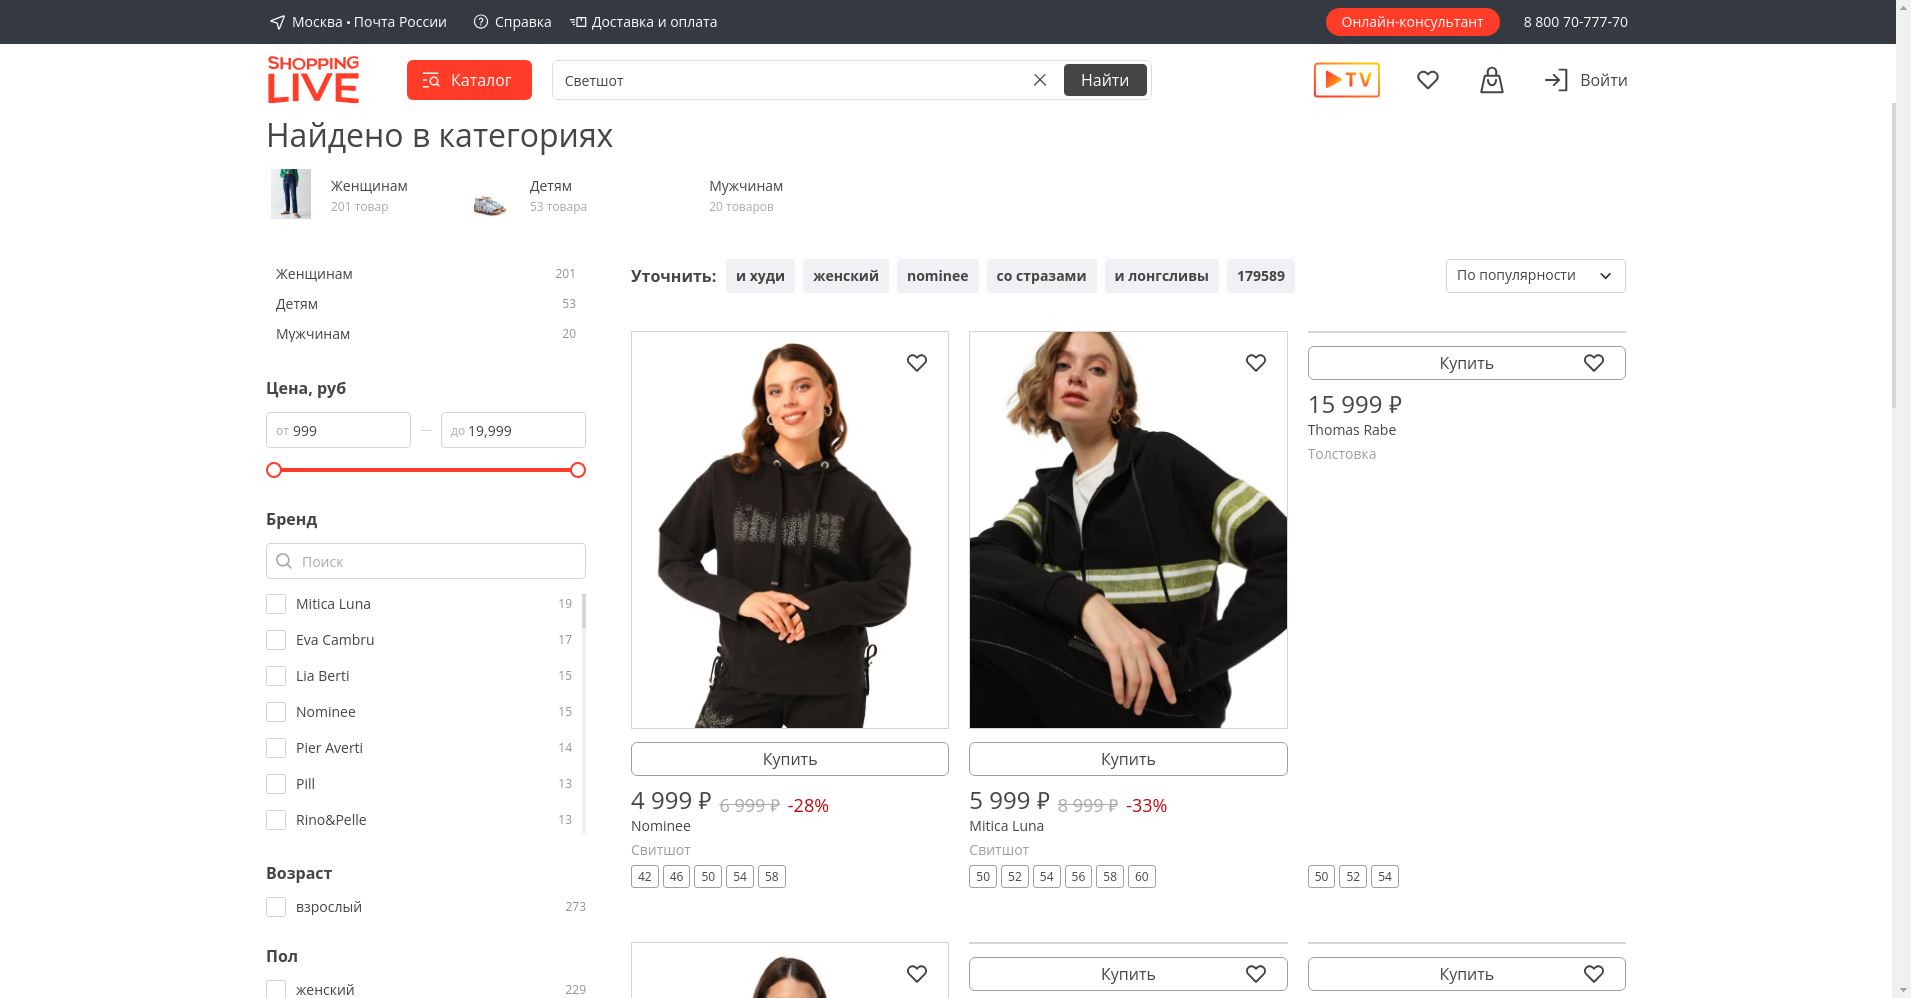 Москва • Почта России
Справка
Доставка и оплата
Онлайн-консультант
8 800 70-777-70
SHOPPING
LIVE
Каталог
Светшот
Найти
TV
Войти
Найдено в категориях
Женщинам
201 товар
Детям
53 товара
Мужчинам
20 товаров
Женщинам 201
Детям 53
Мужчинам 20
Цена, руб
от 999 — до 19,999
Бренд
Поиск
Mitica Luna 19
Eva Cambru 17
Lia Berti 15
Nominee 15
Pier Averti 14
Pill 13
Rino&Pelle 13
Возраст
взрослый 273
Пол
женский 229
Уточнить: и худи женский nominee со стразами и лонгсливы 179589
По популярности
Купить
4 999 ₽ 6 999 ₽ -28%
Nominee
Свитшот
42 46 50 54 58
Купить
5 999 ₽ 8 999 ₽ -33%
Mitica Luna
Свитшот
50 52 54 56 58 60
Купить
15 999 ₽
Thomas Rabe
Толстовка
50 52 54
Купить
Купить